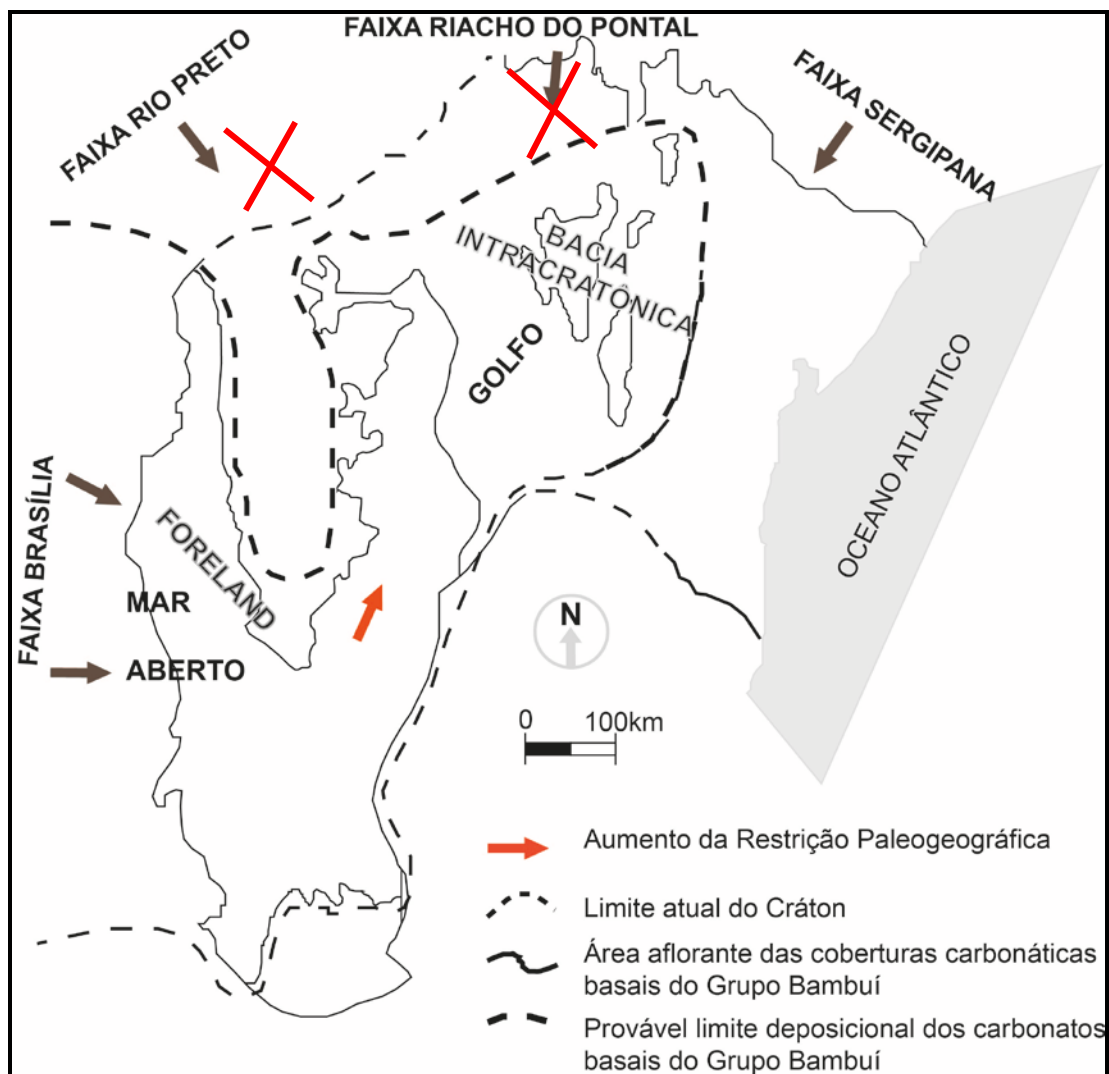 FAIXA RIACHO DO PONTAL
FAIXA RIO PRETO
FAIXA SERGIPANA
BACIA
INTRACRATÔNICA
GOLFO
OCEANO ATLÂNTICO
FAIXA BRASÍLIA
FORELAND
MAR
ABERTO
N
0 100km
Aumento da Restrição Paleogeográfica
Limite atual do Cráton
Área aflorante das coberturas carbonáticas
basais do Grupo Bambuí
Provável limite deposicional dos carbonatos
basais do Grupo Bambuí